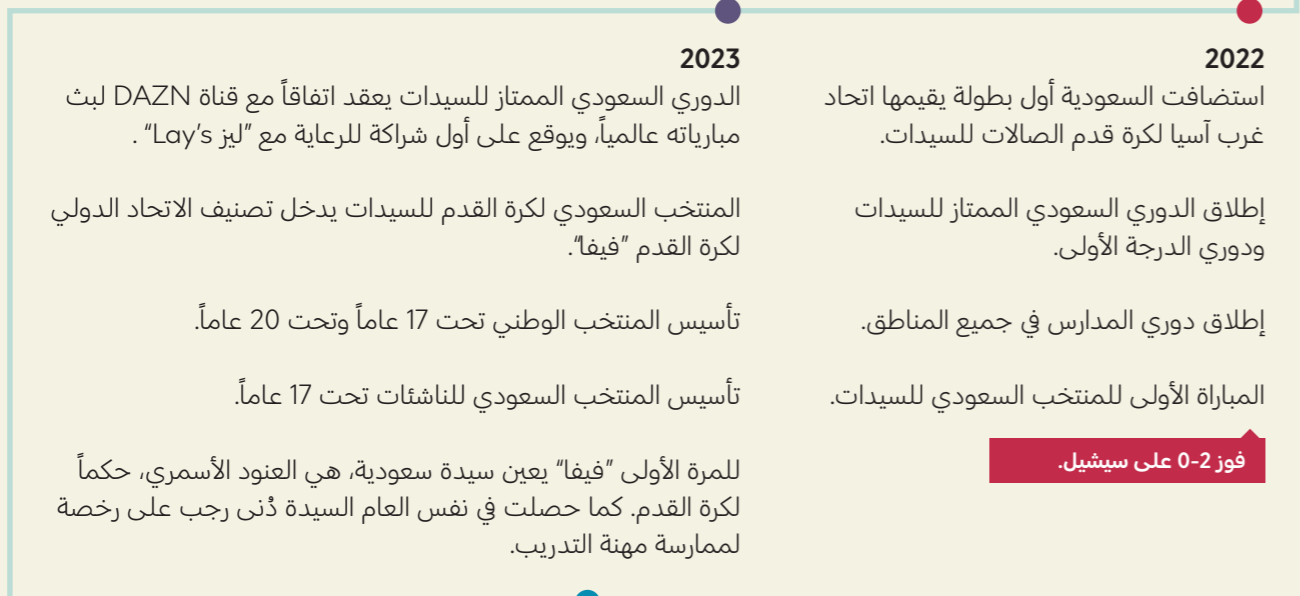 2022
استضافت السعودية أول بطولة يقيمها اتحاد
غرب آسيا لكرة قدم الصالات للسيدات.
إطلاق الدوري السعودي الممتاز للسيدات
ودوري الدرجة الأولى.
إطلاق دوري المدارس في جميع المناطق.
المباراة الأولى للمنتخب السعودي للسيدات.
فوز 2-0 على سيشيل.
2023
الدوري السعودي الممتاز للسيدات يعقد اتفاقاً مع قناة DAZN لبث
مبارياته عالمياً، ويوقع على أول شراكة للرعاية مع "ليز Lay's" .
المنتخب السعودي لكرة القدم للسيدات يدخل تصنيف الاتحاد الدولي
لكرة القدم "فيفا".
تأسيس المنتخب الوطني تحت 17 عاماً وتحت 20 عاماً.
تأسيس المنتخب السعودي للناشئات تحت 17 عاماً.
للمرة الأولى "فيفا" يعين سيدة سعودية، هي العنود الأسمري، حكماً
لكرة القدم. كما حصلت في نفس العام السيدة دُنى رجب على رخصة
لممارسة مهنة التدريب.